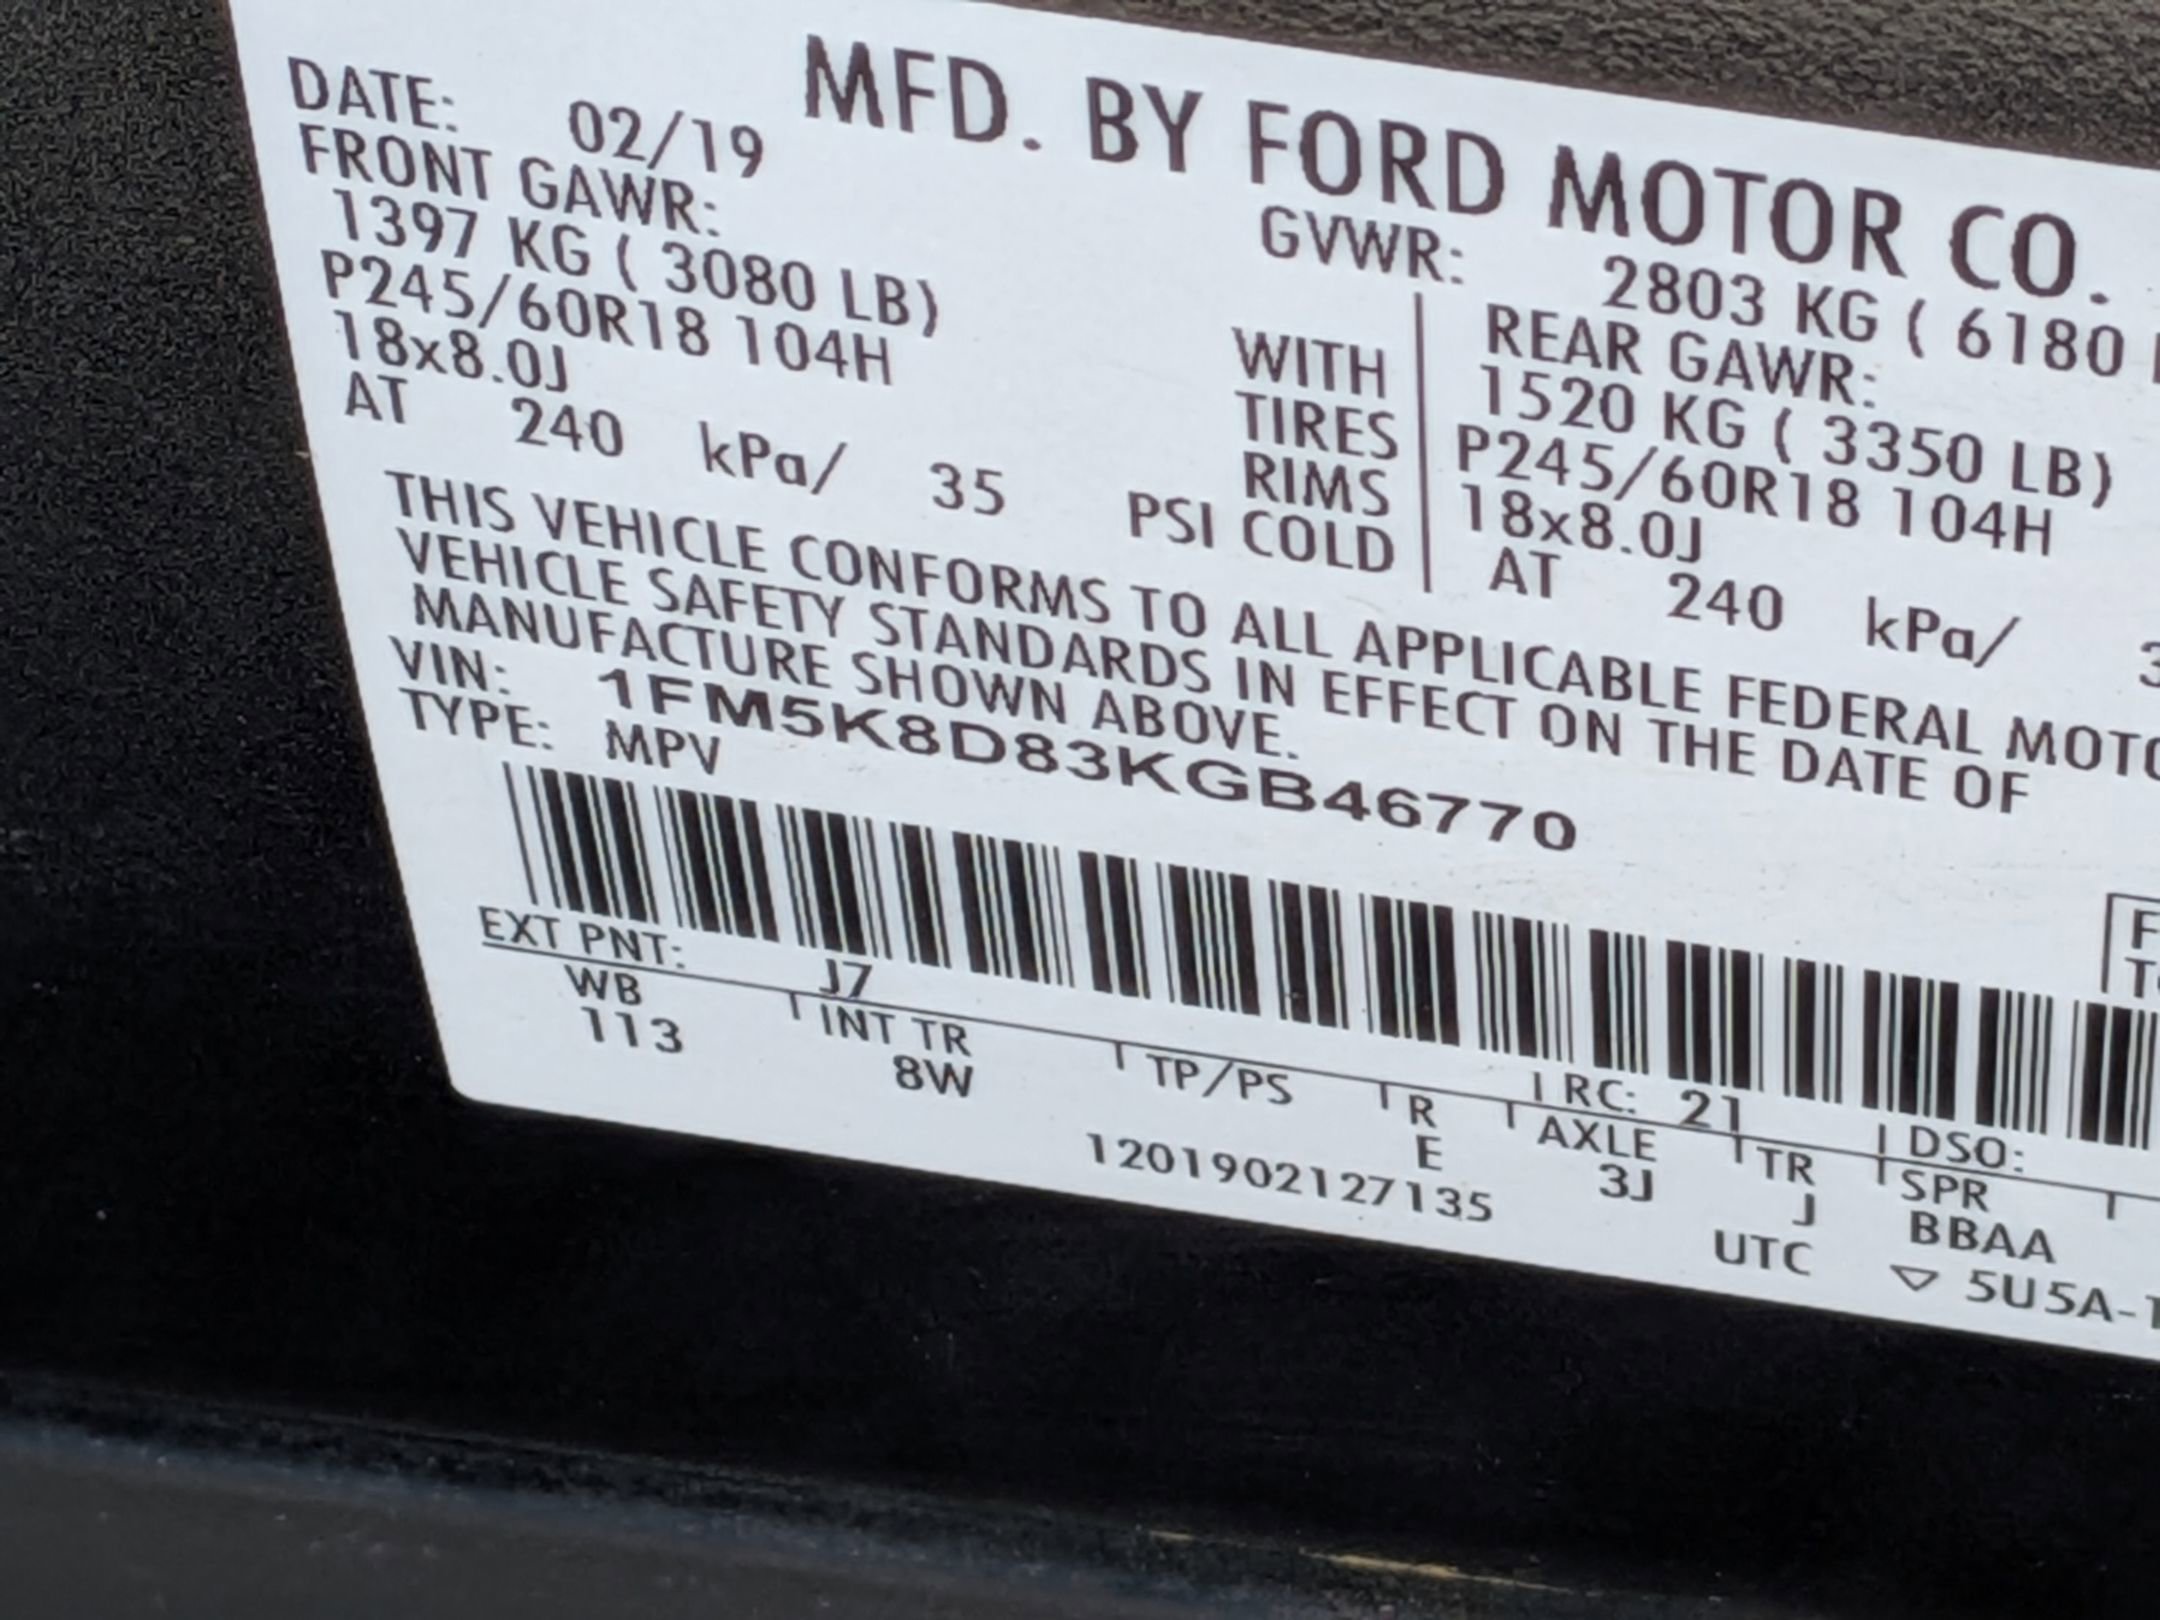 MFD. BY FORD MOTOR CO.
DATE: 02/19
GVWR: 2803 KG ( 6180
FRONT GAWR:
1397 KG ( 3080 LB)
P245/60R18 104H
18x8.0J
AT 240 kPa/ 35 PSI COLD
WITH
TIRES
RIMS
REAR GAWR:
1520 KG ( 3350 LB)
P245/60R18 104H
18x8.0J
AT 240 kPa/
THIS VEHICLE CONFORMS TO ALL APPLICABLE FEDERAL MOTO
VEHICLE SAFETY STANDARDS IN EFFECT ON THE DATE OF
MANUFACTURE SHOWN ABOVE.
VIN: 1FM5K8D83KGB46770
TYPE: MPV
EXT PNT: J7 RC: 21 DSO:
WB INT TR TP/PS R AXLE TR SPR
113 8W E 3J J BBAA
1201902127135 UTC
▽ 5U5A-1